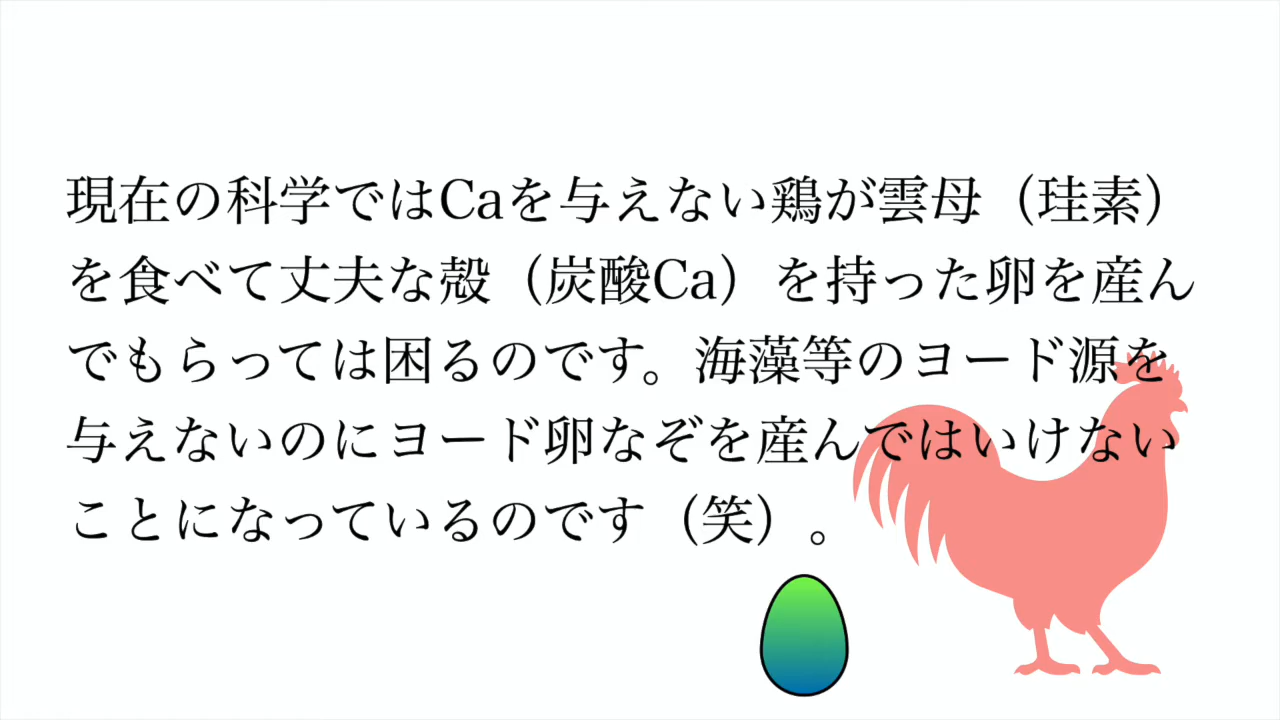 現在の科学ではCaを与えない鶏が雲母（珪素）
を食べて丈夫な殻（炭酸Ca）を持った卵を産ん
でもらっては困るのです。海藻等のヨード源を
与えないのにヨード卵なぞを産んではいけない
ことになっているのです（笑）。